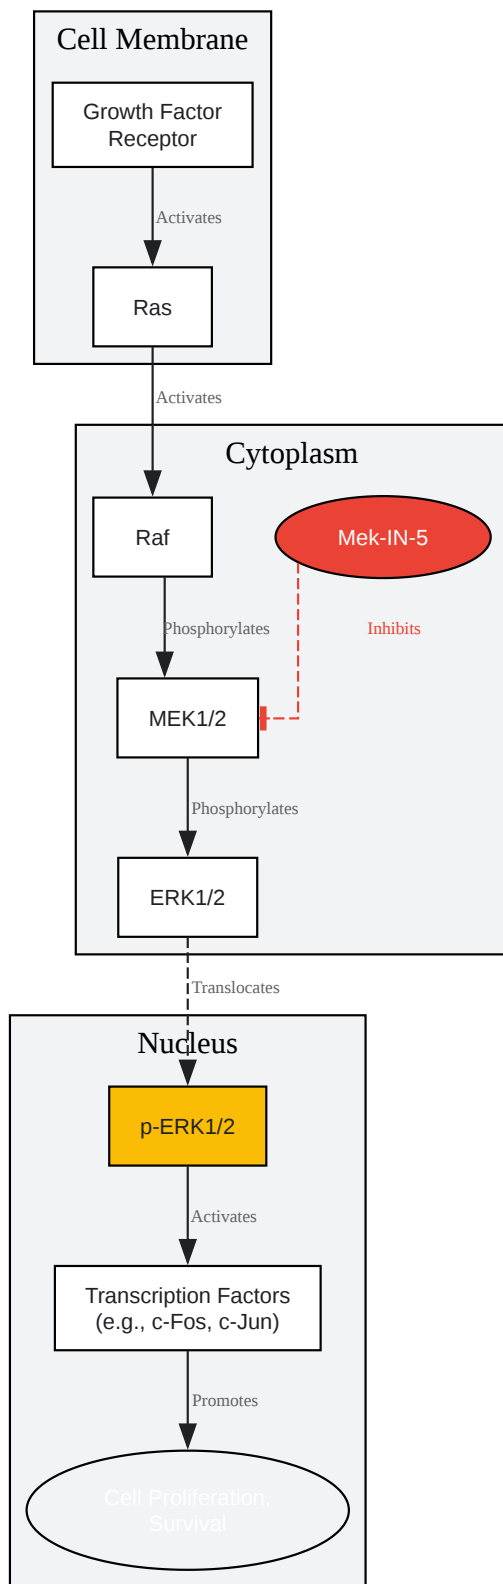 Cell Membrane
Growth Factor
Receptor
Activates
Ras
Activates
Cytoplasm
Raf
Mek-IN-5
Phosphorylates
Inhibits
MEK1/2
Phosphorylates
ERK1/2
Translocates
Nucleus
p-ERK1/2
Activates
Transcription Factors
(e.g., c-Fos, c-Jun)
Promotes
Cell Proliferation,
Survival